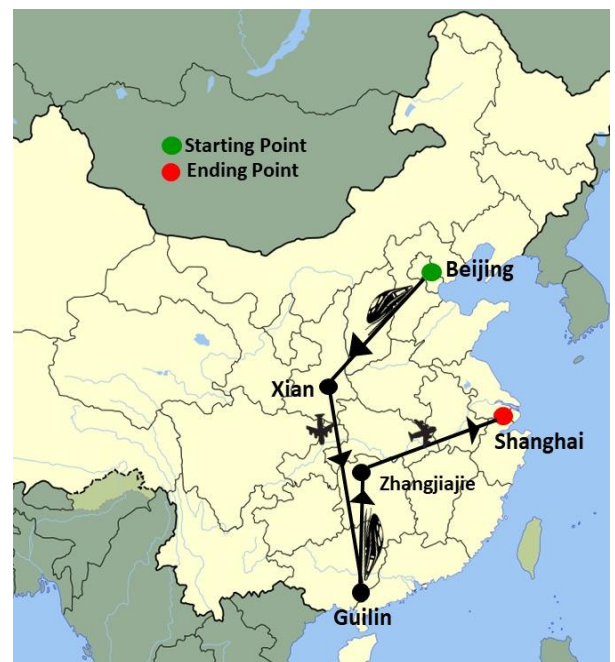 Starting Point
Ending Point
Beijing
Xian
Shanghai
Zhangjiajie
Guilin